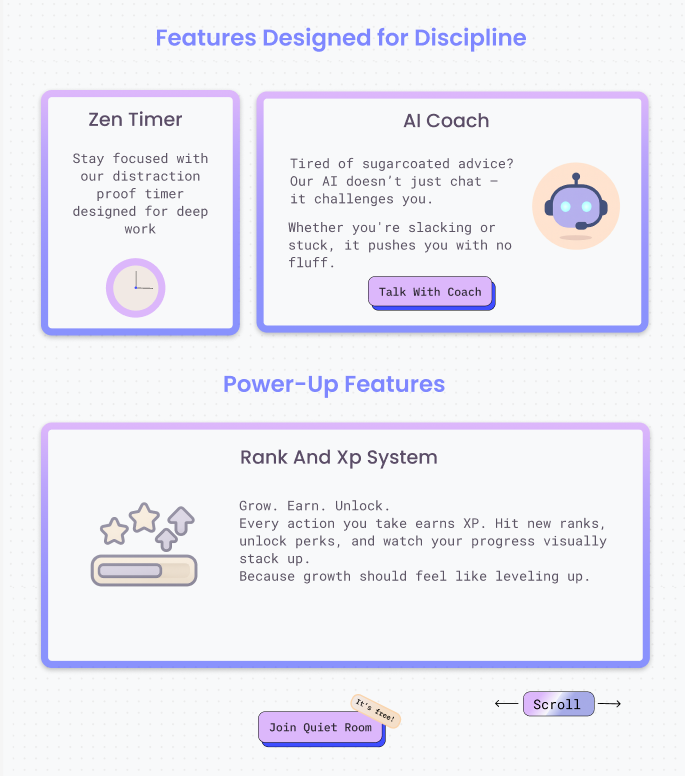 Features Designed for Discipline
Zen Timer
Stay focused with
our distraction
proof timer
designed for deep
work
AI Coach
Tired of sugarcoated advice?
Our AI doesn’t just chat —
it challenges you.
Whether you're slacking or
stuck, it pushes you with no
fluff.
Talk With Coach
Power-Up Features
Rank And Xp System
Grow. Earn. Unlock.
Every action you take earns XP. Hit new ranks,
unlock perks, and watch your progress visually
stack up.
Because growth should feel like leveling up.
It's free!
Join Quiet Room
Scroll